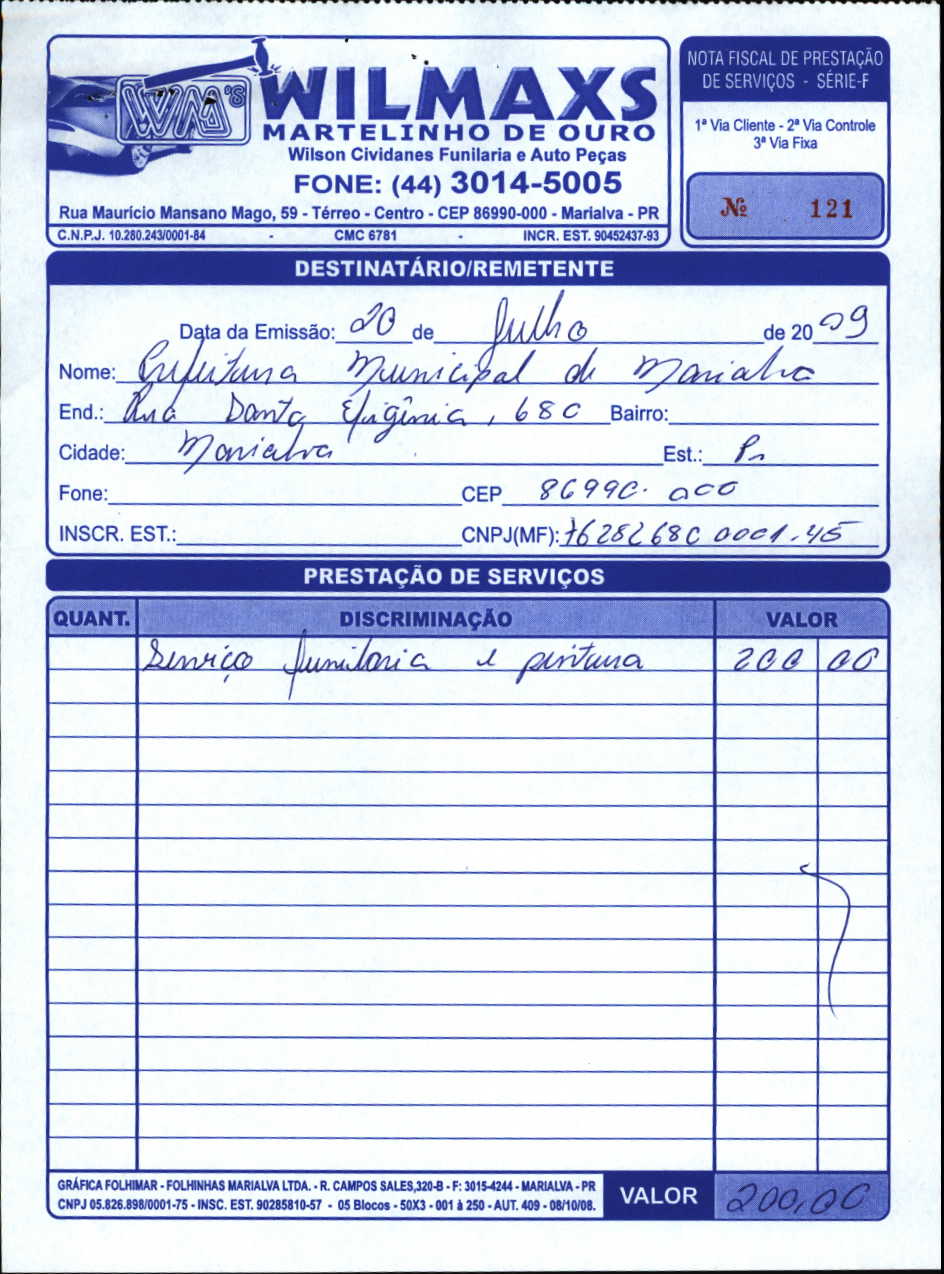 WM'S
WILMAXS
MARTELINHO DE OURO
Wilson Cividanes Funilaria e Auto Peças
FONE: (44) 3014-5005
Rua Maurício Mansano Mago, 59 - Térreo - Centro - CEP 86990-000 - Marialva - PR
C.N.P.J. 10.280.243/0001-84 - CMC 6781 - INCR. EST. 90452437-93
NOTA FISCAL DE PRESTAÇÃO
DE SERVIÇOS - SÉRIE-F
1ª Via Cliente - 2ª Via Controle
3ª Via Fixa
Nº 121
DESTINATÁRIO/REMETENTE
Data da Emissão: 20 de Julho de 2009
Nome: Prefeitura Municipal de Marialva
End.: Rua Santa Efigênia, 680 Bairro:
Cidade: Marialva Est.: Pr
Fone: CEP 86990.000
INSCR. EST.: CNPJ(MF): 76282680 0001.45
PRESTAÇÃO DE SERVIÇOS
QUANT. DISCRIMINAÇÃO VALOR
Serviço funilaria e pintura 200 00
GRÁFICA FOLHIMAR - FOLHINHAS MARIALVA LTDA. - R. CAMPOS SALES,320-B - F: 3015-4244 - MARIALVA - PR
CNPJ 05.826.898/0001-75 - INSC. EST. 90285810-57 - 05 Blocos - 50X3 - 001 à 250 - AUT. 409 - 08/10/08.
VALOR 200,00